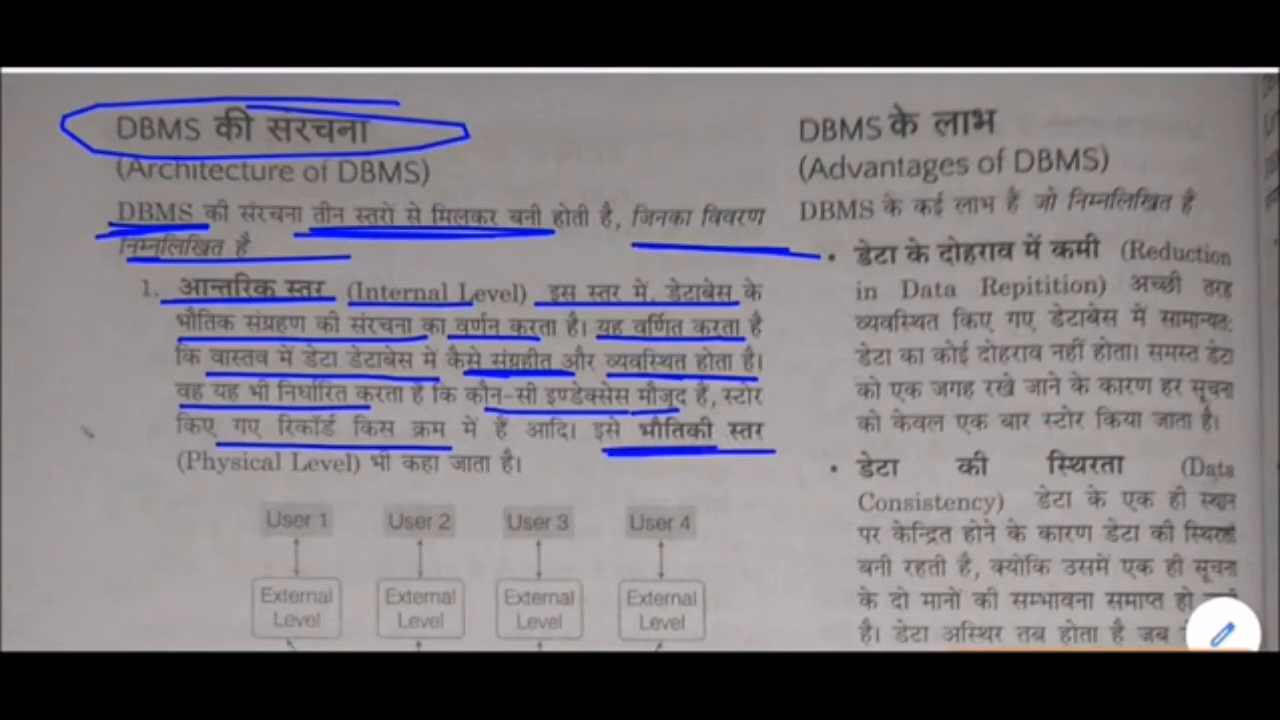 DBMS की सरचना
(Architecture of DBMS)
DBMS की संरचना तीन स्तरों से मिलकर बनी होती है, जिनका विवरण
निम्नलिखित है
1. आन्तरिक स्तर (Internal Level) इस स्तर में, डेटाबेस के
भौतिक संग्रहण की संरचना का वर्णन करता है। यह वर्णित करता है
कि वास्तव में डेटा डेटाबेस में कैसे संग्रहीत और व्यवस्थित होता है।
वह यह भी निर्धारित करता है कि कौन-सी इण्डेक्सेस मौजूद हैं, स्टोर
किए गए रिकॉर्ड किस क्रम में हैं आदि। इसे भौतिकी स्तर
(Physical Level) भी कहा जाता है।
User 1 User 2 User 3 User 4
External External External External
Level Level Level Level
DBMS के लाभ
(Advantages of DBMS)
DBMS के कई लाभ हैं जो निम्नलिखित है
• डेटा के दोहराव में कमी (Reduction
in Data Repitition) अच्छी तरह
व्यवस्थित किए गए डेटाबेस में सामान्यत:
डेटा का कोई दोहराव नहीं होता। समस्त डेटा
को एक जगह रखे जाने के कारण हर सूचना
को केवल एक बार स्टोर किया जाता है।
• डेटा की स्थिरता (Data
Consistency) डेटा के एक ही स्थान
पर केन्द्रित होने के कारण डेटा की स्थिरता
बनी रहती है, क्योंकि उसमें एक ही सूचना
के दो मानों की सम्भावना समाप्त हो
है। डेटा अस्थिर तब होता है जब